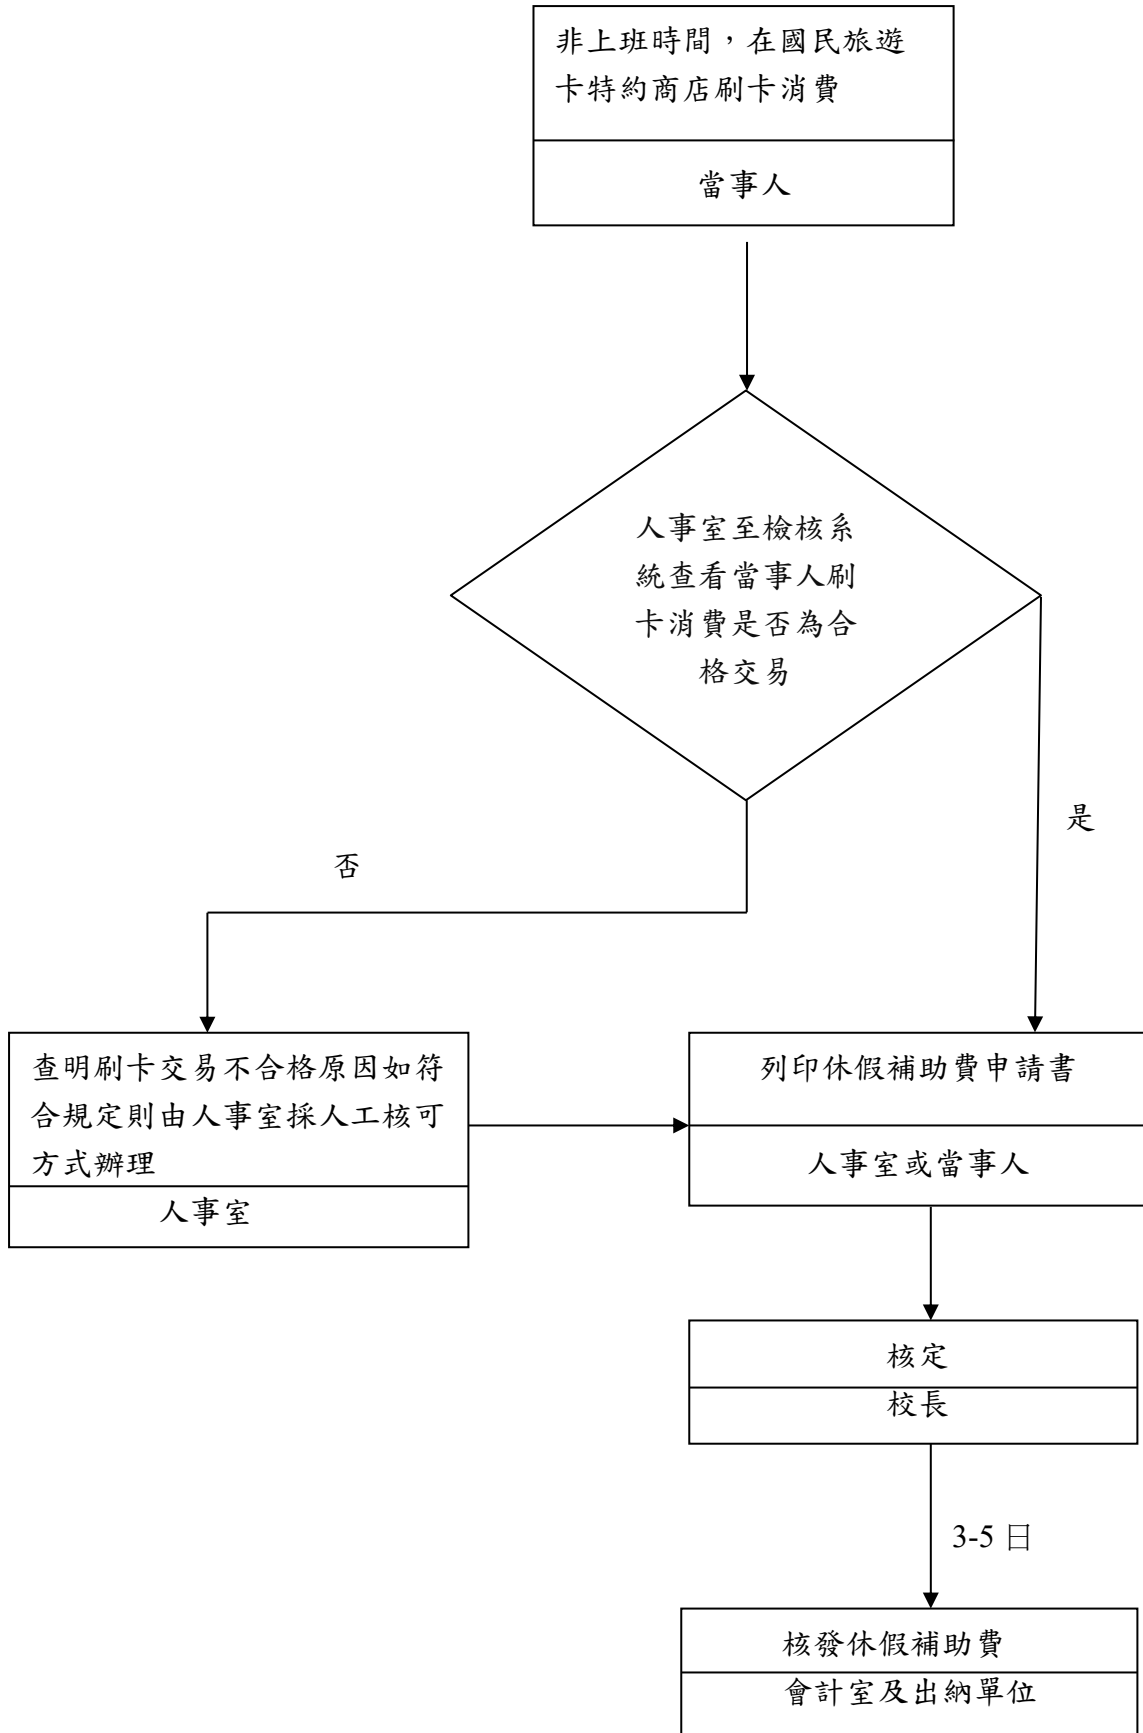 非上班時間，在國民旅遊
卡特約商店刷卡消費
當事人
人事室至檢核系
統查看當事人刷
卡消費是否為合
格交易
是
否
查明刷卡交易不合格原因如符
合規定則由人事室採人工核可
方式辦理
人事室
列印休假補助費申請書
人事室或當事人
核定
校長
3-5 日
核發休假補助費
會計室及出納單位